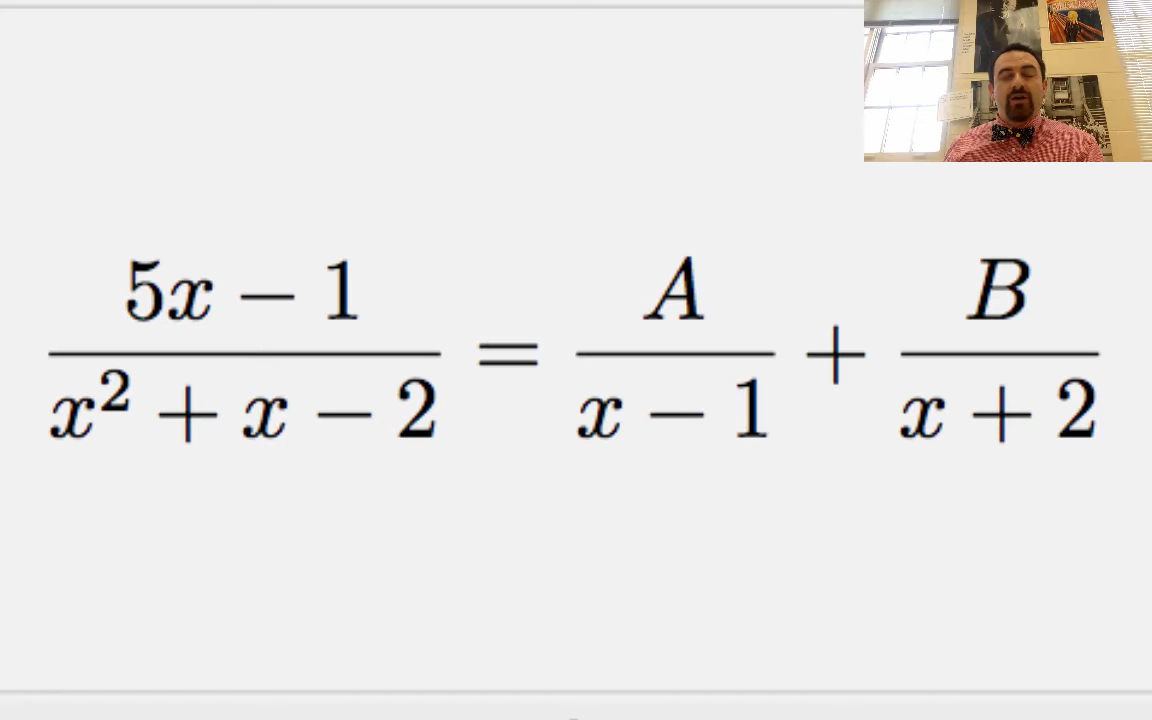 5x − 1 / x² + x − 2 = A / x − 1 + B / x + 2